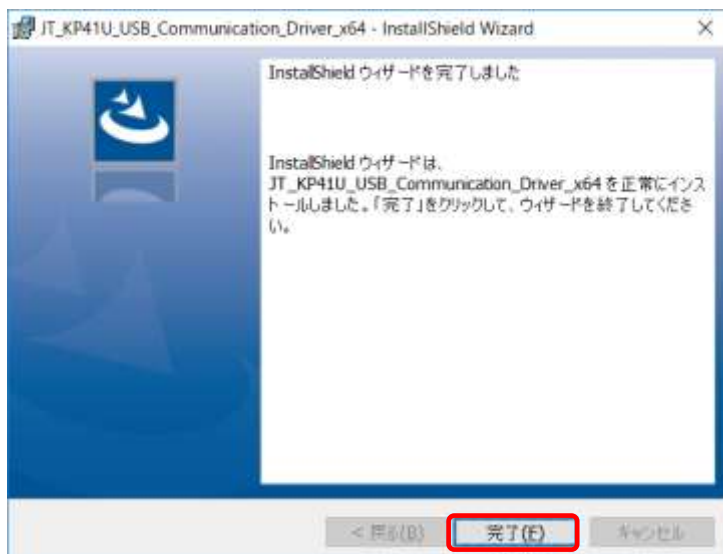 JT_KP41U_USB_Communication_Driver_x64 - InstallShield Wizard
InstallShield ウィザードを完了しました
InstallShield ウィザードは、
JT_KP41U_USB_Communication_Driver_x64 を正常にインス
トールしました。「完了」をクリックして、ウィザードを終了してくださ
い。
< 戻る(B)
完了(F)
キャンセル